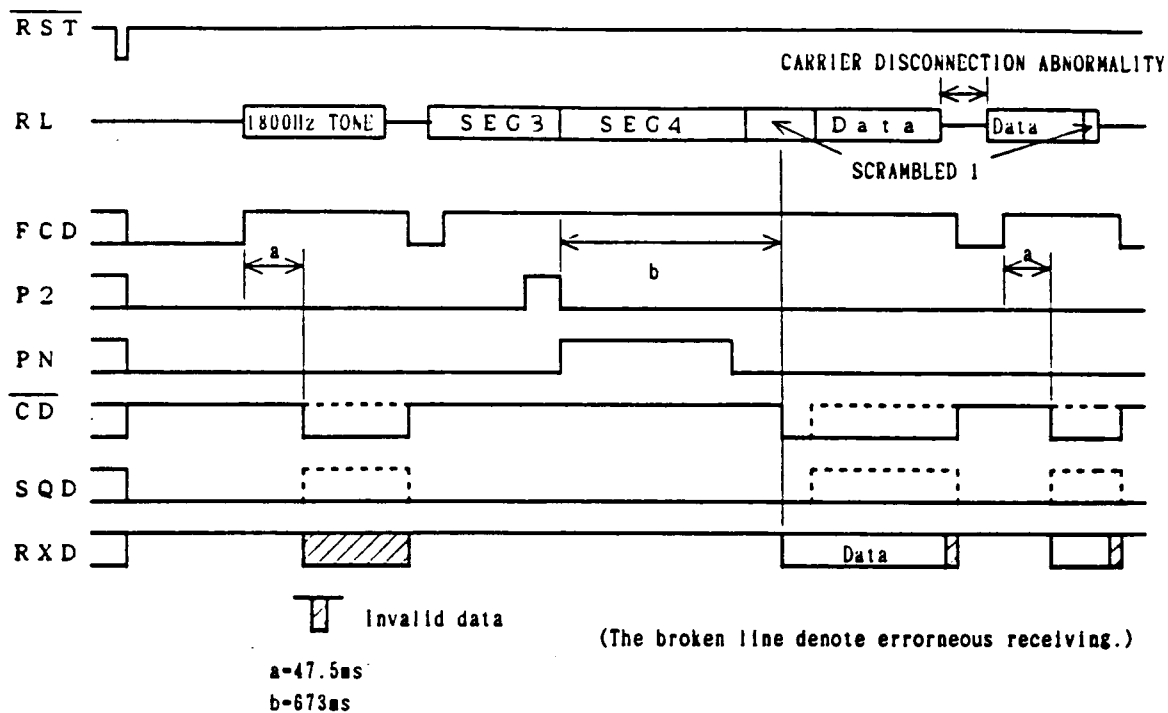 RST
CARRIER DISCONNECTION ABNORMALITY
RL
1800Hz TONE
SEG3
SEG4
Data
Data
SCRAMBLED 1
FCD
a
b
a
P2
PN
CD
SQD
RXD
Data
Invalid data
(The broken line denote errorneous receiving.)
a=47.5ms
b=673ms